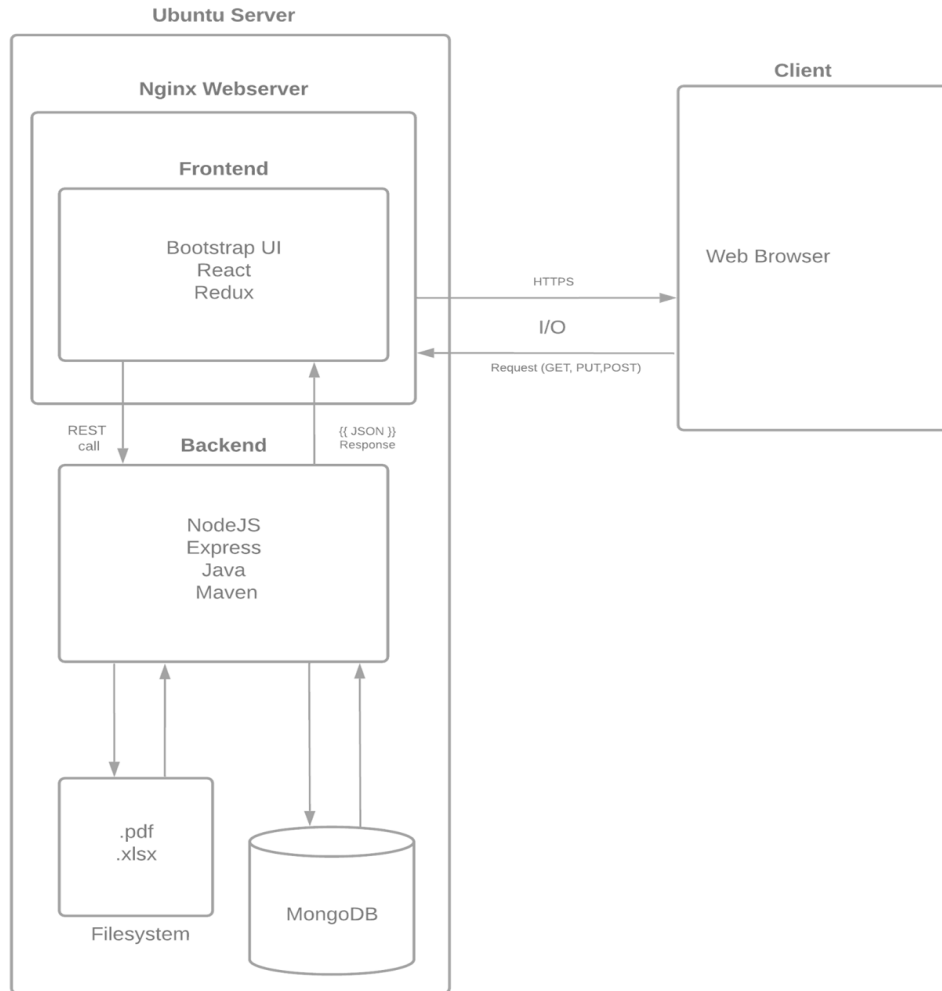 Ubuntu Server
Nginx Webserver
Client
Frontend
Bootstrap UI
React
Redux
Web Browser
HTTPS
I/O
Request (GET, PUT,POST)
REST
call
{{ JSON }}
Response
Backend
NodeJS
Express
Java
Maven
.pdf
.xlsx
MongoDB
Filesystem